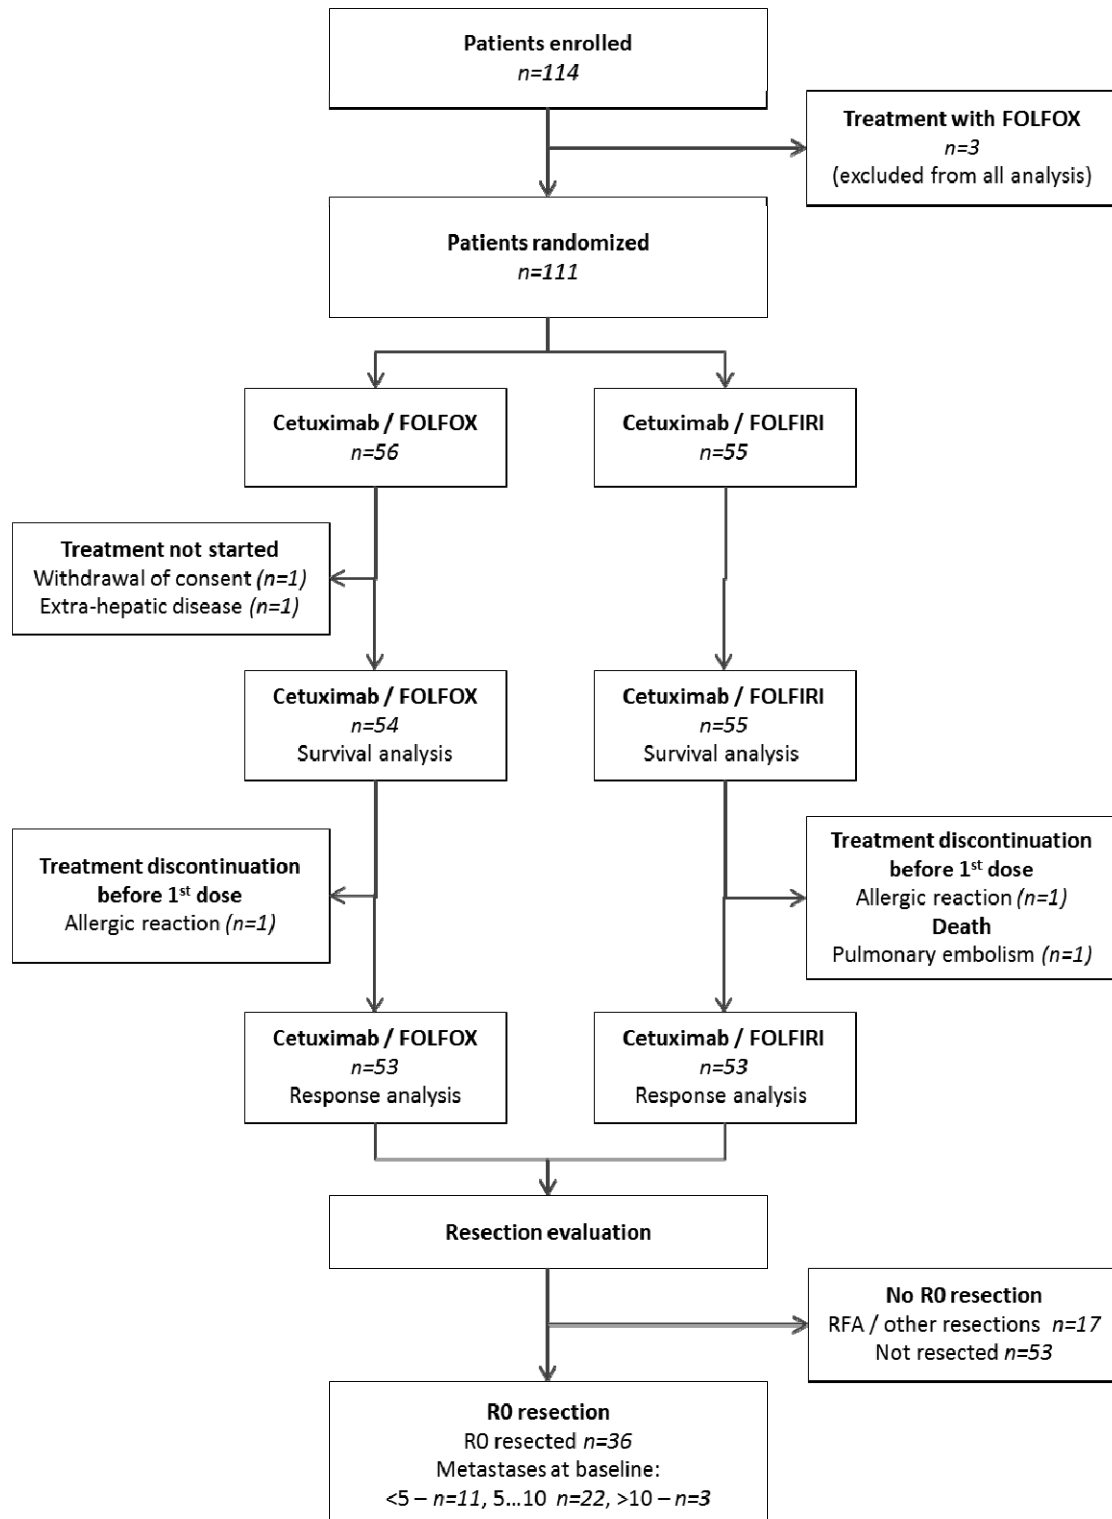 Patients enrolled
n=114
Treatment with FOLFOX
n=3
(excluded from all analysis)
Patients randomized
n=111
Cetuximab / FOLFOX
n=56
Cetuximab / FOLFIRI
n=55
Treatment not started
Withdrawal of consent (n=1)
Extra-hepatic disease (n=1)
Cetuximab / FOLFOX
n=54
Survival analysis
Cetuximab / FOLFIRI
n=55
Survival analysis
Treatment discontinuation
before 1st dose
Allergic reaction (n=1)
Treatment discontinuation
before 1st dose
Allergic reaction (n=1)
Death
Pulmonary embolism (n=1)
Cetuximab / FOLFOX
n=53
Response analysis
Cetuximab / FOLFIRI
n=53
Response analysis
Resection evaluation
No R0 resection
RFA / other resections n=17
Not resected n=53
R0 resection
R0 resected n=36
Metastases at baseline:
<5 – n=11, 5...10 n=22, >10 – n=3